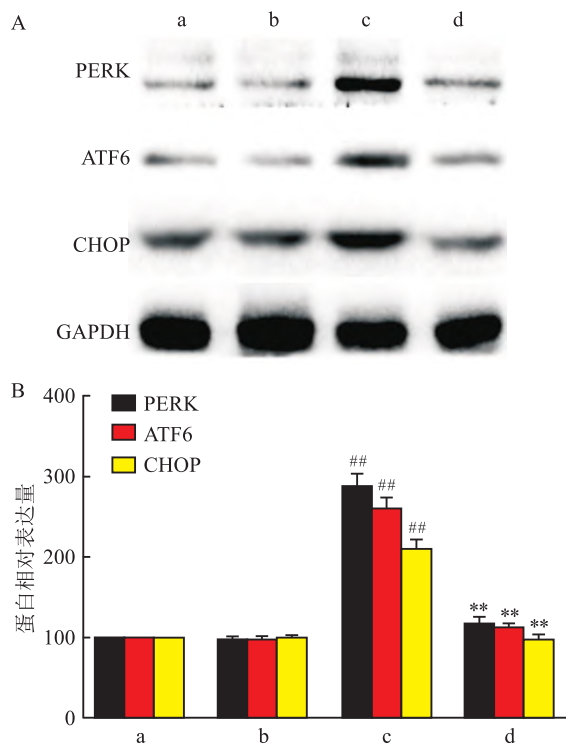 A
a b c d
PERK
ATF6
CHOP
GAPDH
B
400
300
200
100
0
蛋白相对表达量
PERK
ATF6
CHOP
## ## ##
** ** **
a b c d